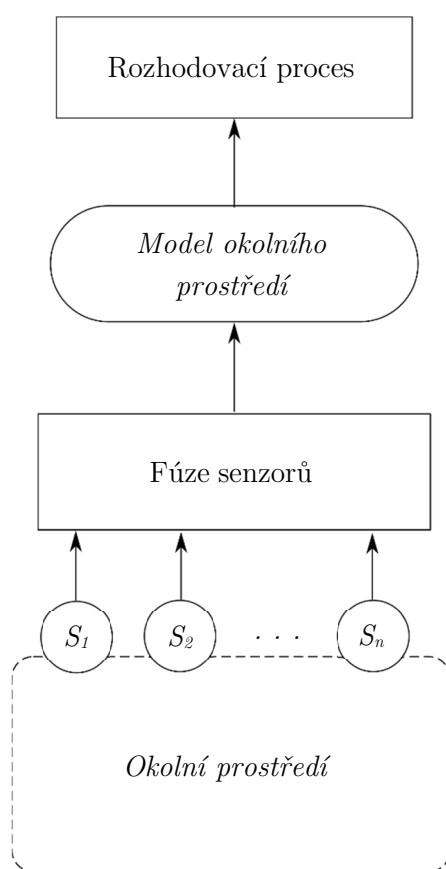 Rozhodovací proces
Model okolního
prostředí
Fúze senzorů
S₁ S₂ . . . Sₙ
Okolní prostředí